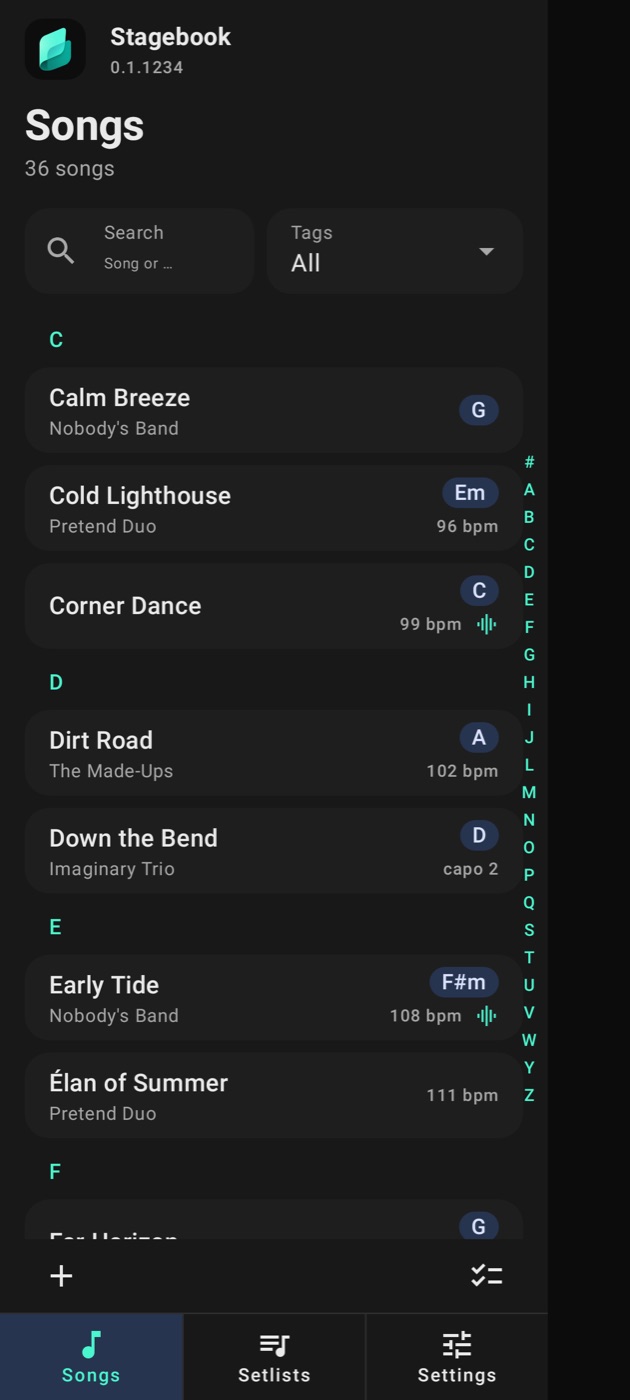 Stagebook
0.1.1234
Songs
36 songs
Search
Song or …
Tags
All
C
Calm Breeze
G
Nobody's Band
Cold Lighthouse
Em
Pretend Duo
96 bpm
Corner Dance
C
99 bpm
D
Dirt Road
A
The Made-Ups
102 bpm
Down the Bend
D
Imaginary Trio
capo 2
E
Early Tide
F#m
Nobody's Band
108 bpm
Élan of Summer
111 bpm
Pretend Duo
F
Far Horizon
G
#
A
B
C
D
E
F
G
H
I
J
L
M
N
O
P
Q
S
T
U
V
W
Y
Z
Songs
Setlists
Settings